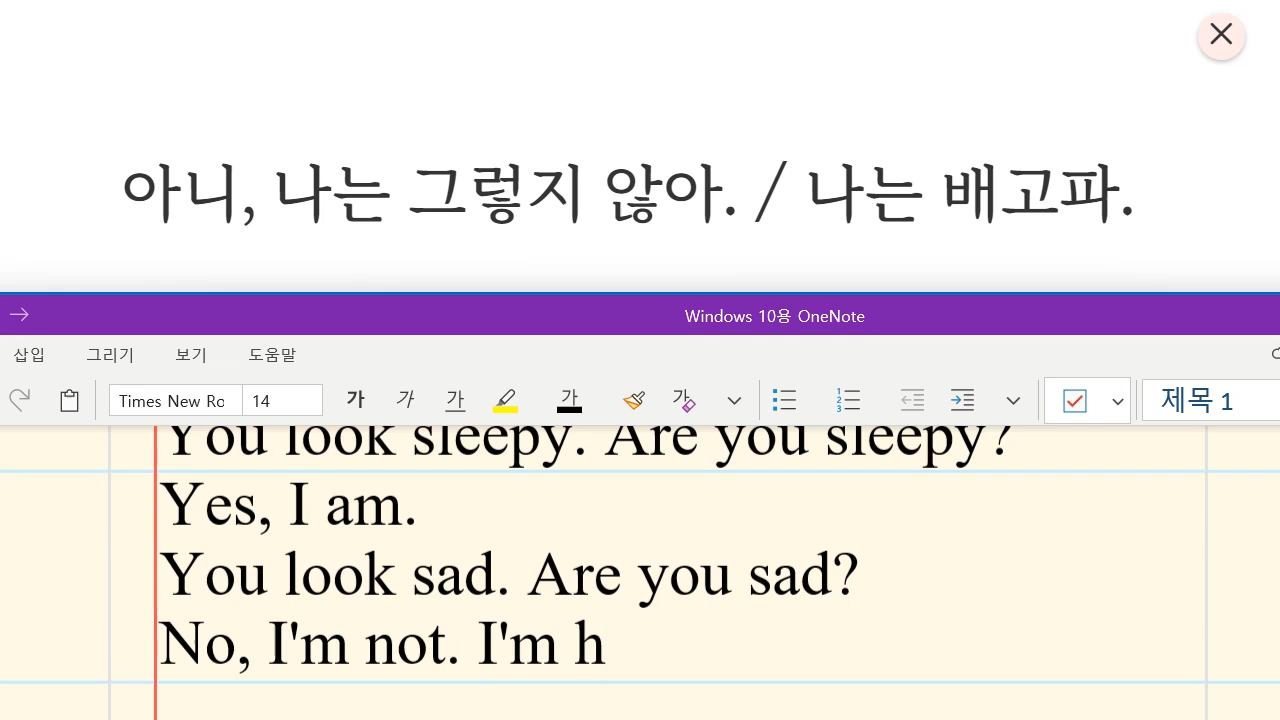 아니, 나는 그렇지 않아. / 나는 배고파.
Windows 10용 OneNote
삽입 그리기 보기 도움말
Times New Ro 14 가 가 가 가 가 제목 1
You look sleepy. Are you sleepy?
Yes, I am.
You look sad. Are you sad?
No, I'm not. I'm h